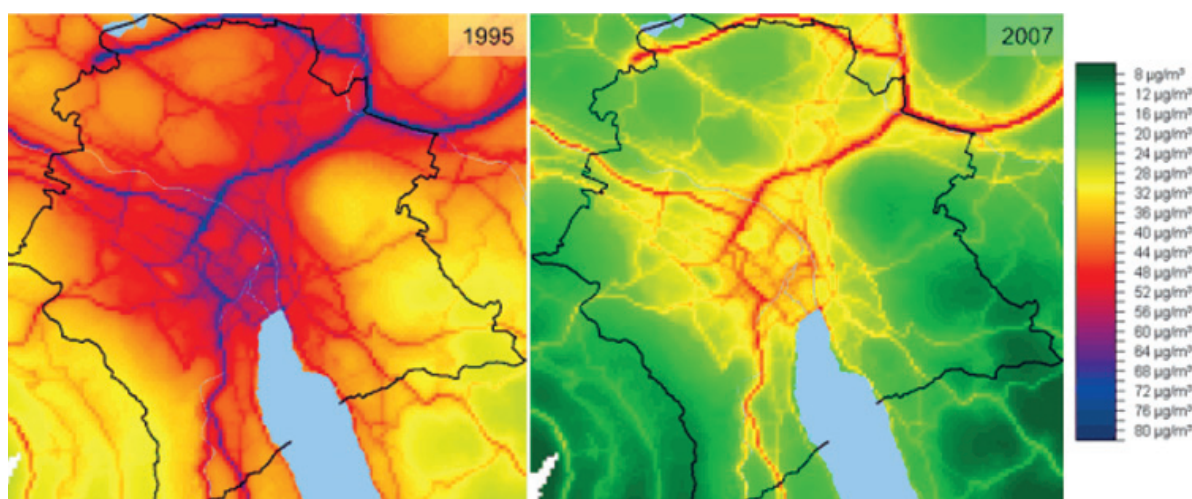 1995
2007
8 µg/m³
12 µg/m³
16 µg/m³
20 µg/m³
24 µg/m³
28 µg/m³
32 µg/m³
36 µg/m³
40 µg/m³
44 µg/m³
48 µg/m³
52 µg/m³
56 µg/m³
60 µg/m³
64 µg/m³
68 µg/m³
72 µg/m³
76 µg/m³
80 µg/m³